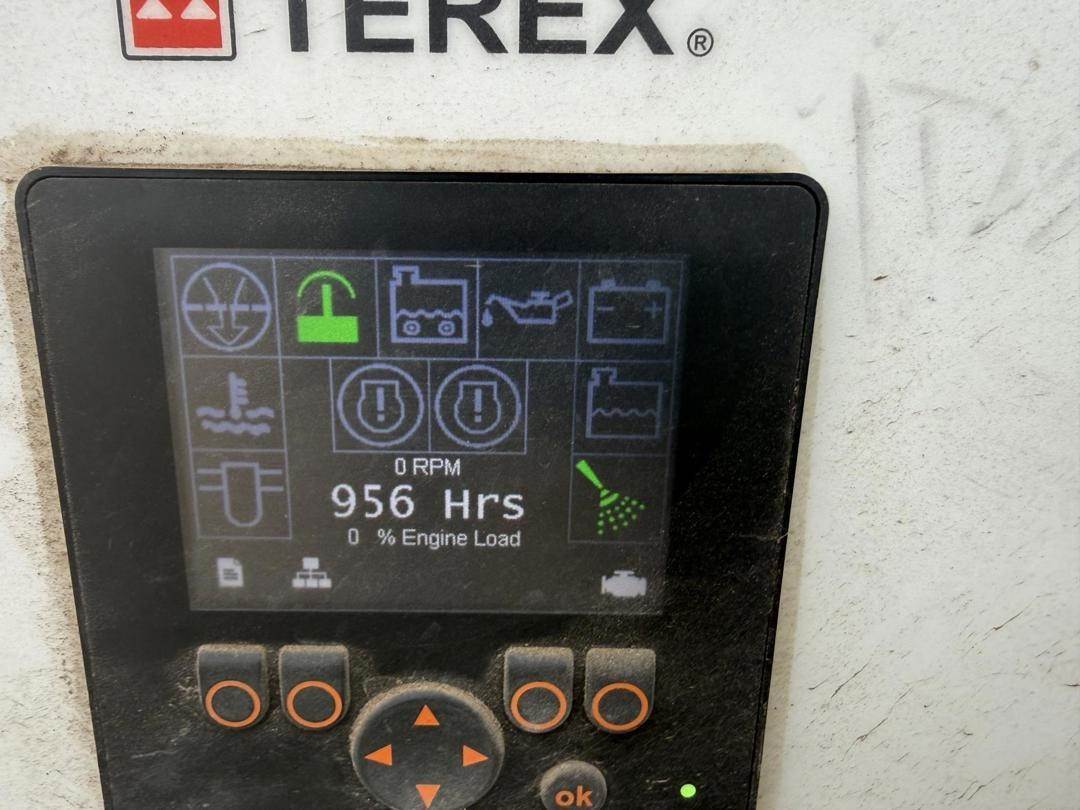 TEREX®
0 RPM
956 Hrs
0 % Engine Load
ok